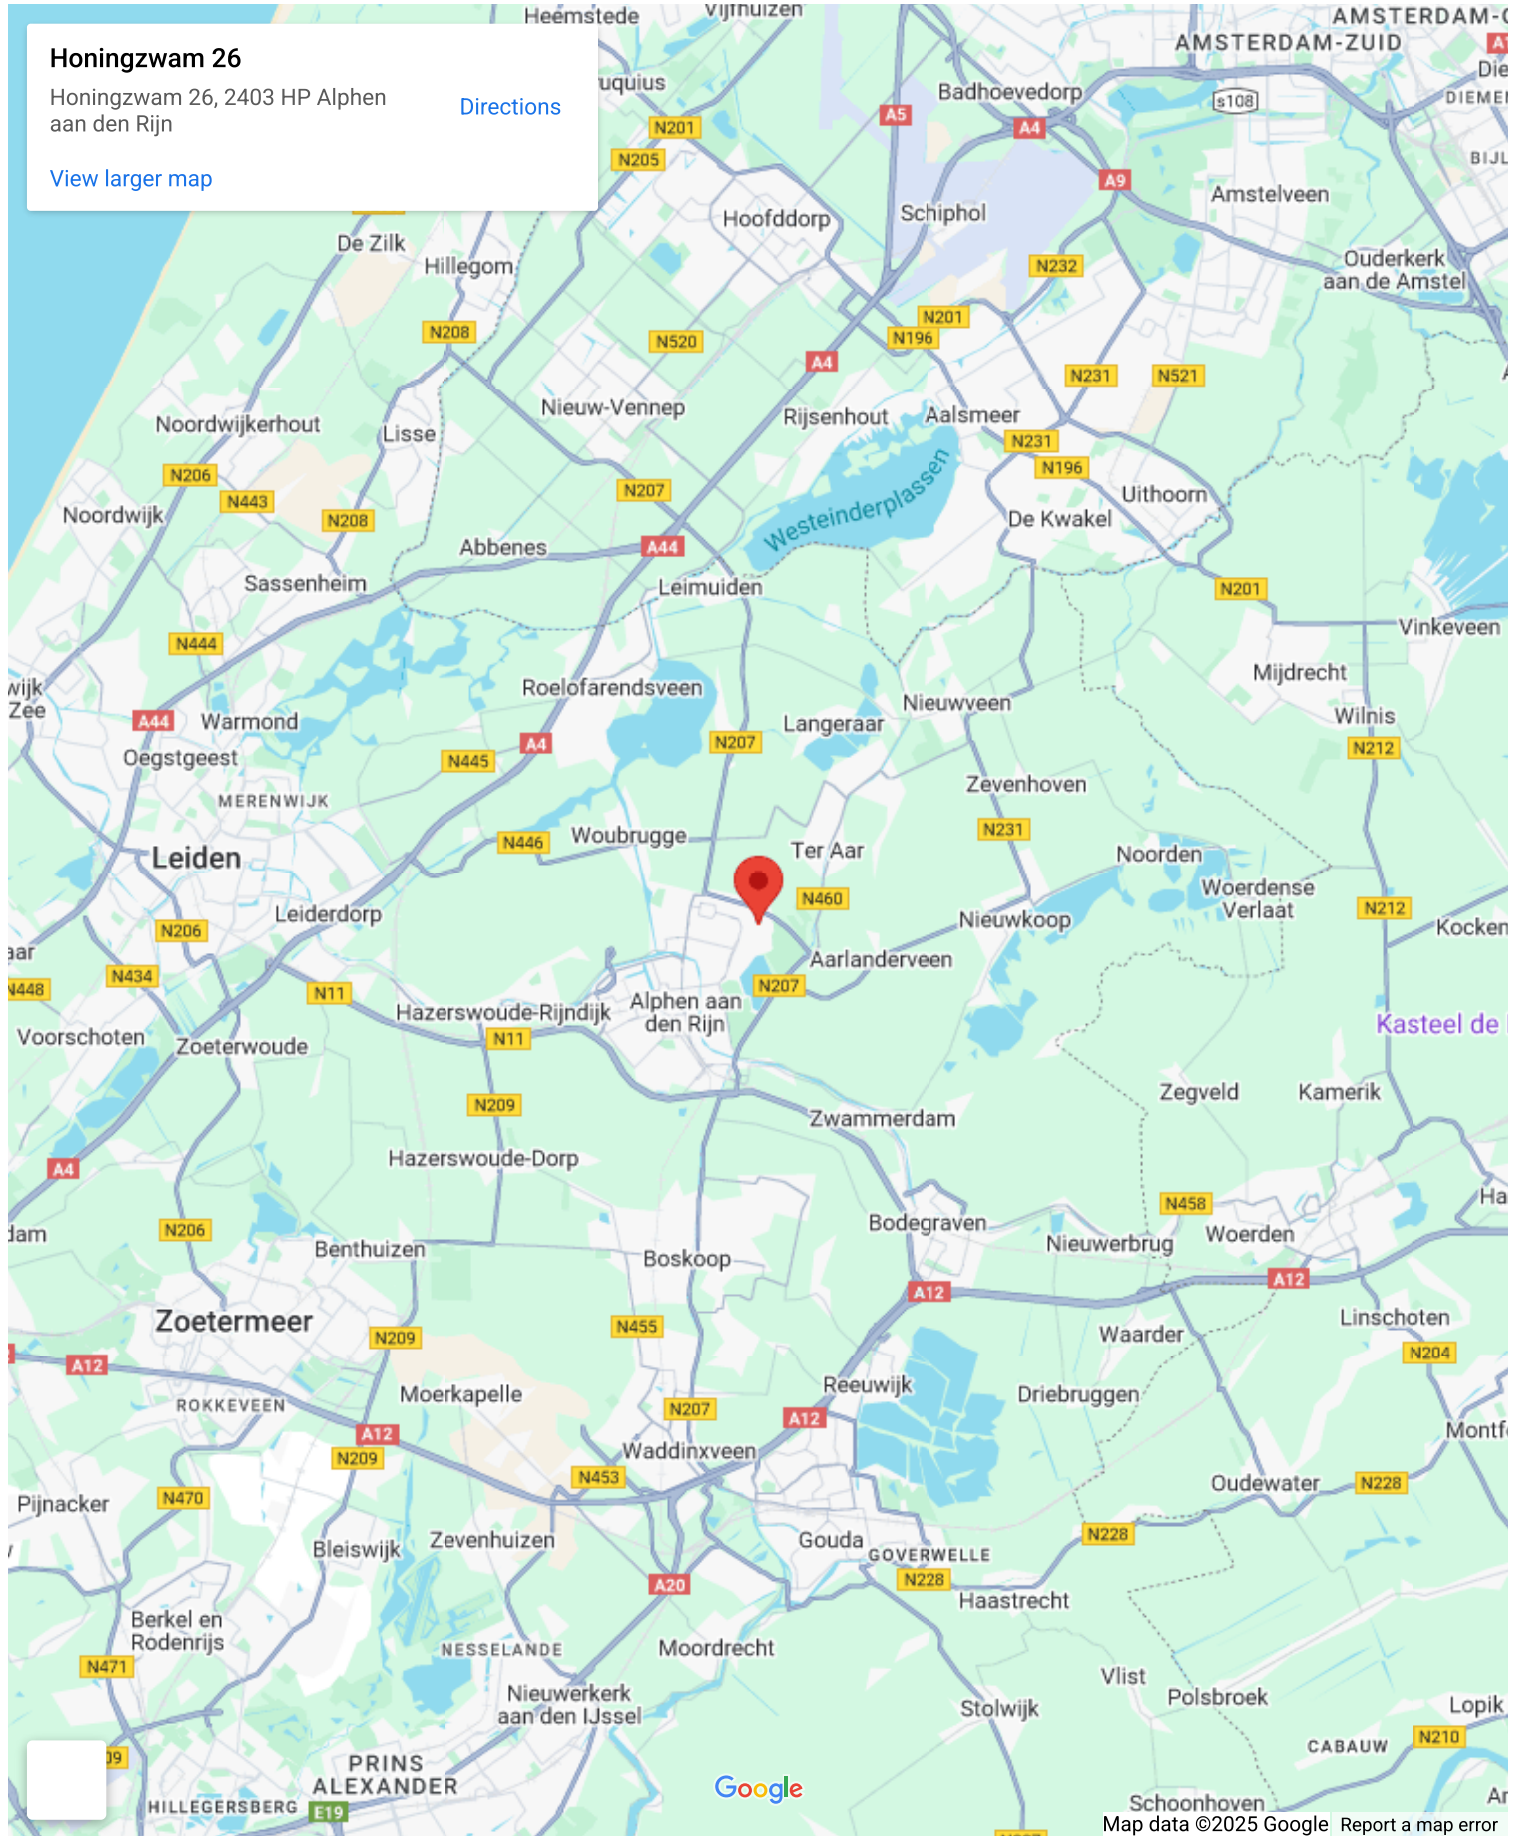 Honingzwam 26
Honingzwam 26, 2403 HP Alphen
aan den Rijn
Directions
View larger map
Heemstede
Vijfhuizen
AMSTERDAM-ZUID
Badhoevedorp
s108
A5
A4
N201
N205
A9
Amstelveen
Hoofddorp
Schiphol
De Zilk
Hillegom
N232
Ouderkerk
aan de Amstel
N208
N520
N201
N196
A4
N231
N521
Nieuw-Vennep
Rijsenhout
Aalsmeer
Noordwijkerhout
Lisse
N231
N196
N206
N443
N207
Westeinderplassen
Uithoorn
Noordwijk
N208
De Kwakel
Abbenes
A44
Sassenheim
Leimuiden
N201
Vinkeveen
N444
Mijdrecht
Roelofarendsveen
Nieuwveen
Zee
A44
Warmond
Langeraar
Wilnis
A4
N207
N212
Oegstgeest
N445
Zevenhoven
MERENWIJK
N231
Woubrugge
N446
Ter Aar
Leiden
Noorden
N460
Woerdense
Verlaat
N212
Leiderdorp
Nieuwkoop
N206
Aarlanderveen
N434
N207
N448
N11
Alphen aan
den Rijn
Hazerswoude-Rijndijk
Kasteel de
Voorschoten
N11
Zoeterwoude
Zegveld
Kamerik
N209
Zwammerdam
Hazerswoude-Dorp
A4
N458
N206
Bodegraven
Woerden
Benthuizen
Nieuwerbrug
Boskoop
A12
A12
Zoetermeer
N455
Linschoten
N209
Waarder
N204
A12
Reeuwijk
Moerkapelle
Driebruggen
ROKKEVEEN
N207
A12
A12
N209
Waddinxveen
N453
Oudewater
N228
Pijnacker
N470
N228
Bleiswijk
Zevenhuizen
Gouda
GOVERWELLE
N228
A20
Haastrecht
Berkel en
Rodenrijs
NESSELANDE
Moordrecht
N471
Vlist
Nieuwerkerk
aan den IJssel
Polsbroek
Stolwijk
Lopik
N210
CABAUW
PRINS
ALEXANDER
Google
HILLEGERSBERG
E19
Schoonhoven
Map data ©2025 Google
Report a map error